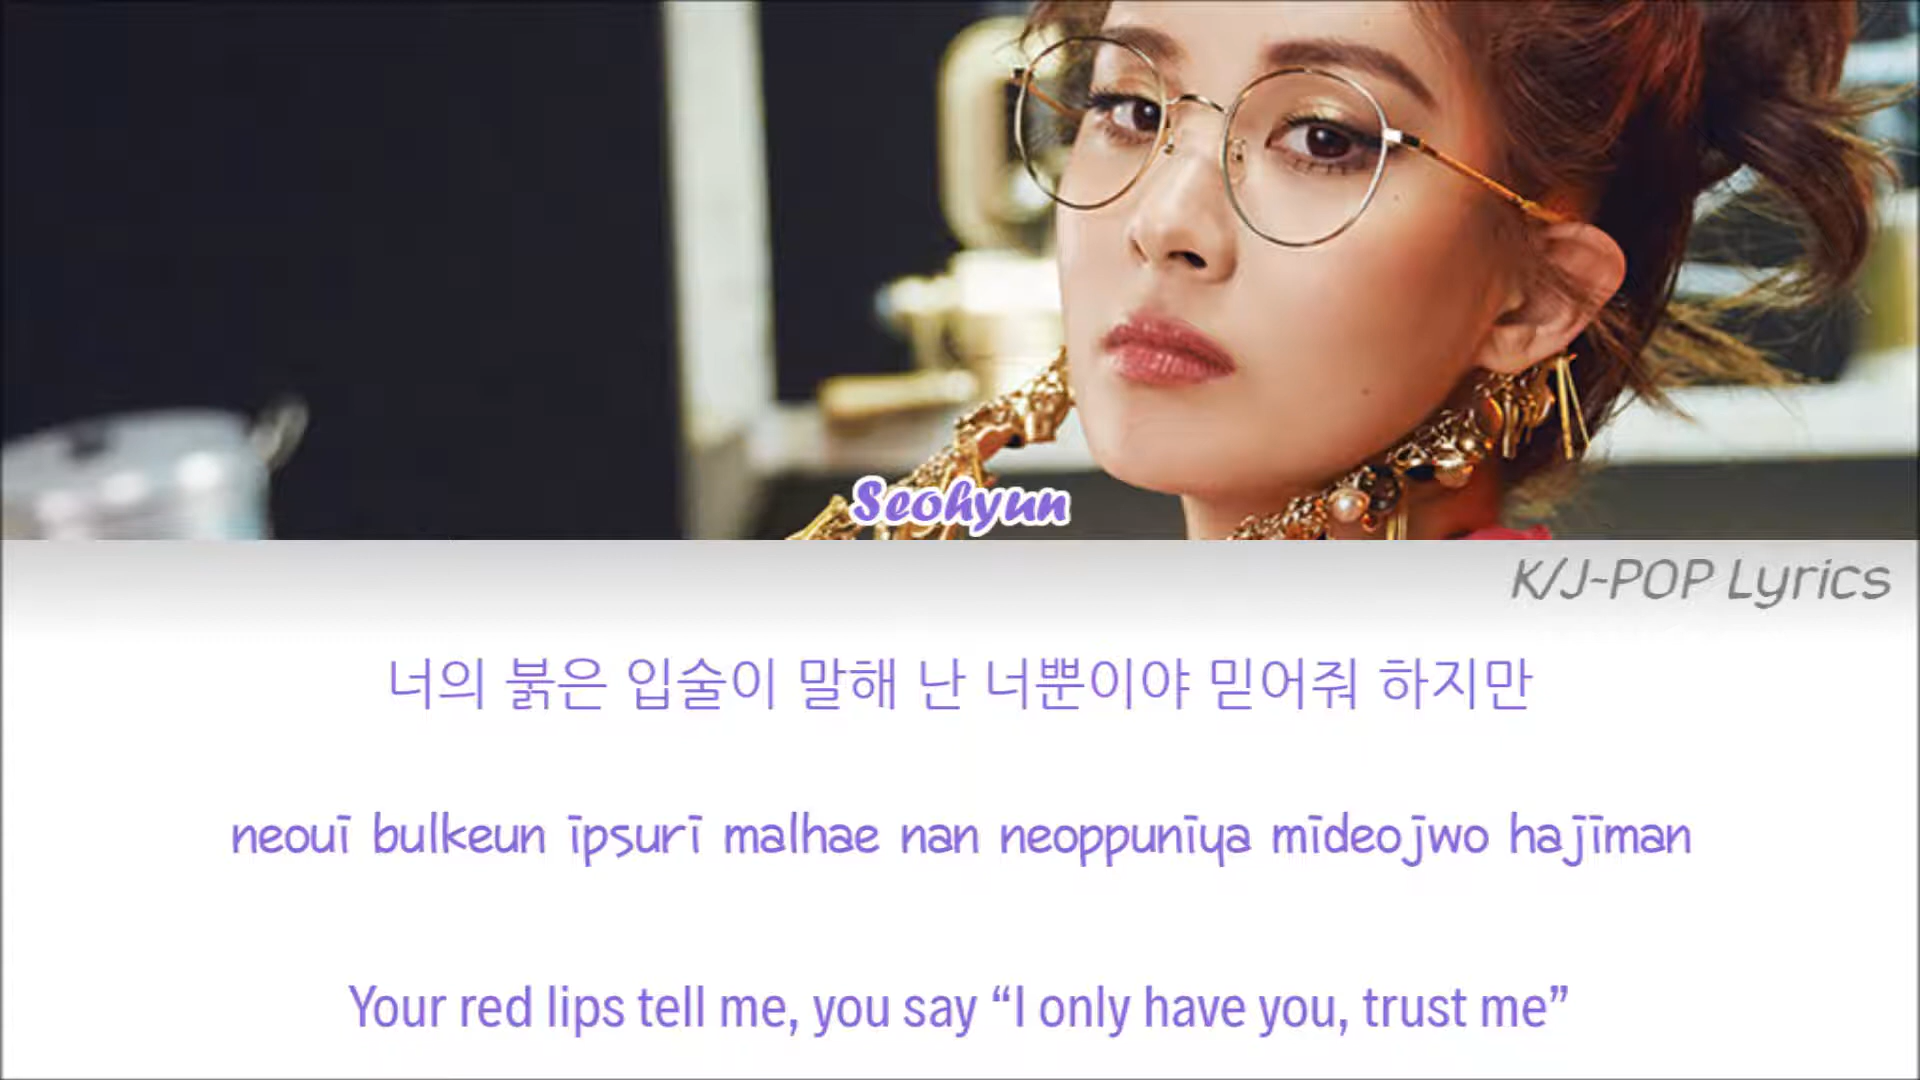 Seohyun
K/J-POP Lyrics
너의 붉은 입술이 말해 난 너뿐이야 믿어줘 하지만
neoui bulkeun ipsuri malhae nan neoppuniya mideojwo hajiman
Your red lips tell me, you say “I only have you, trust me”